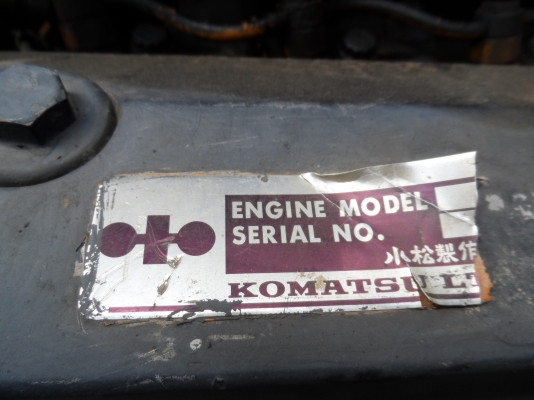 ENGINE MODEL
SERIAL NO.
小松製作
KOMATSU L